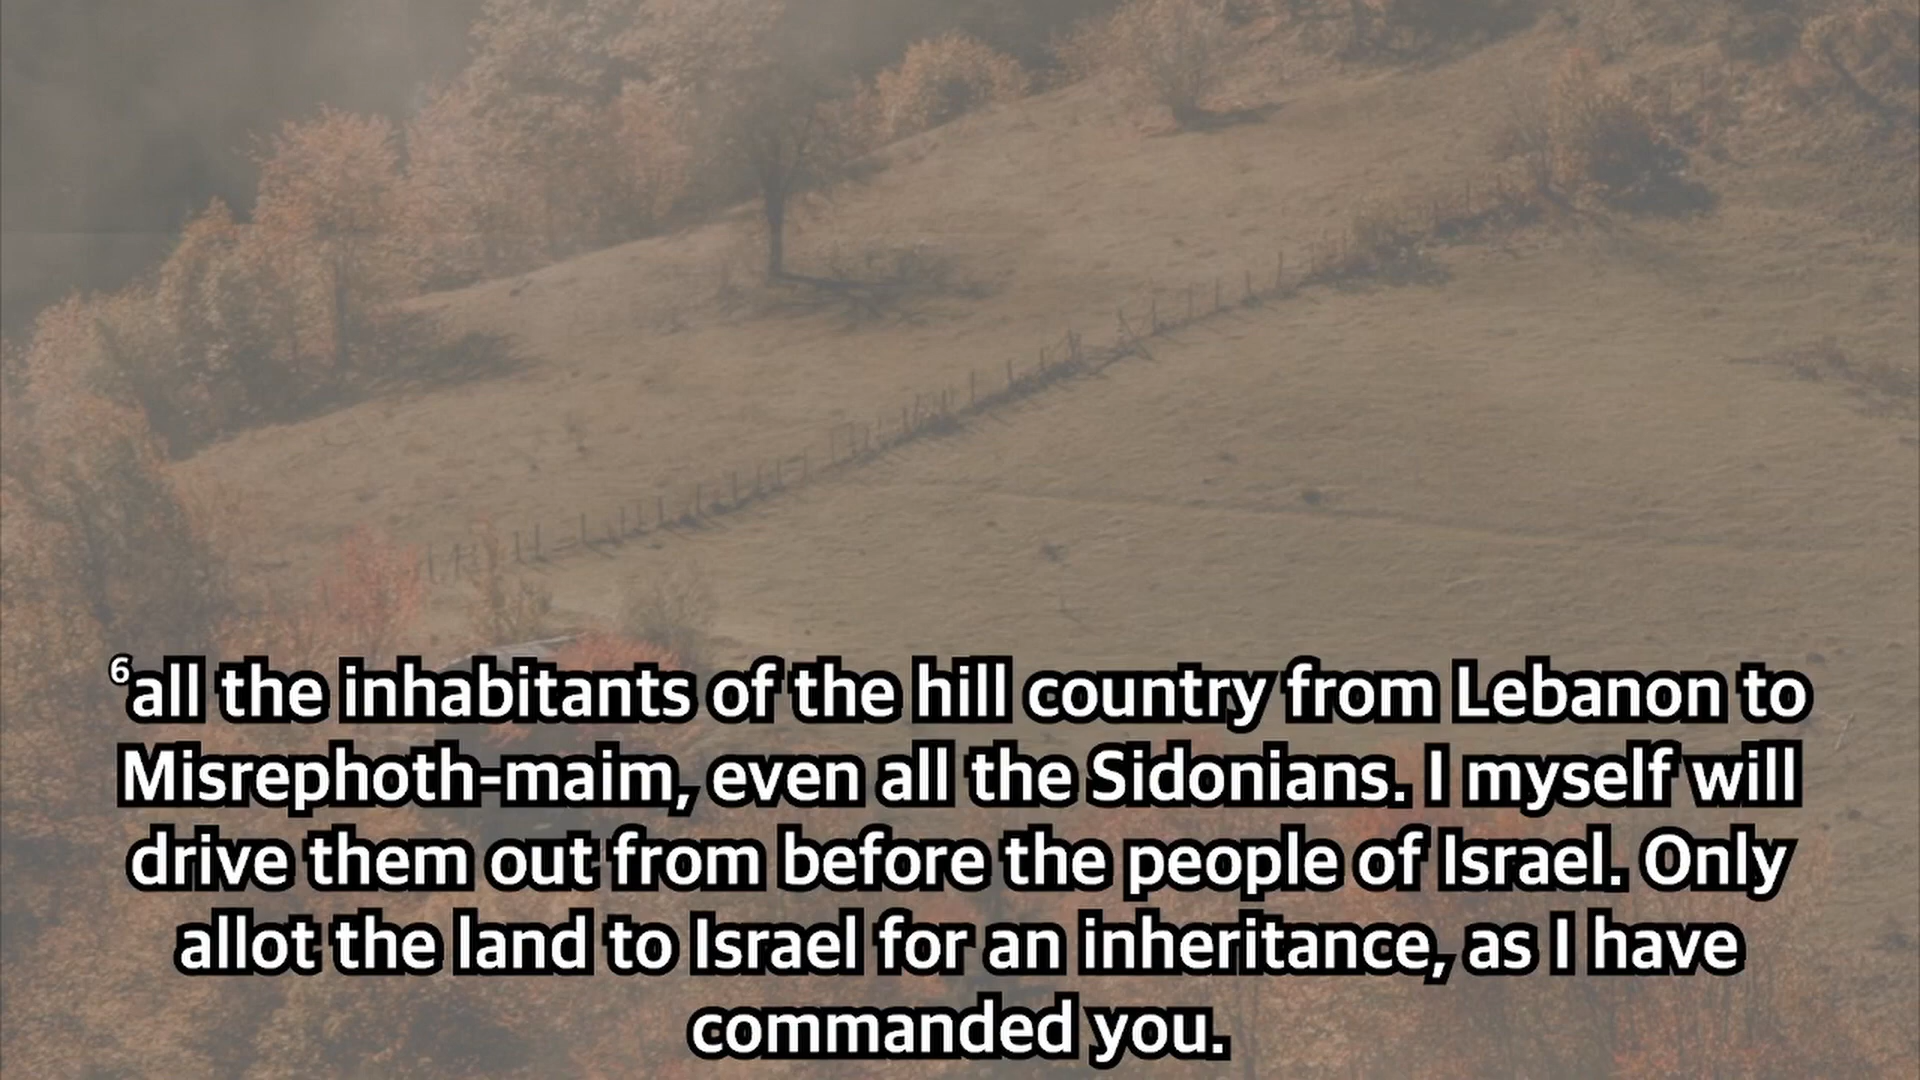 ⁶all the inhabitants of the hill country from Lebanon to
Misrephoth-maim, even all the Sidonians. I myself will
drive them out from before the people of Israel. Only
allot the land to Israel for an inheritance, as I have
commanded you.